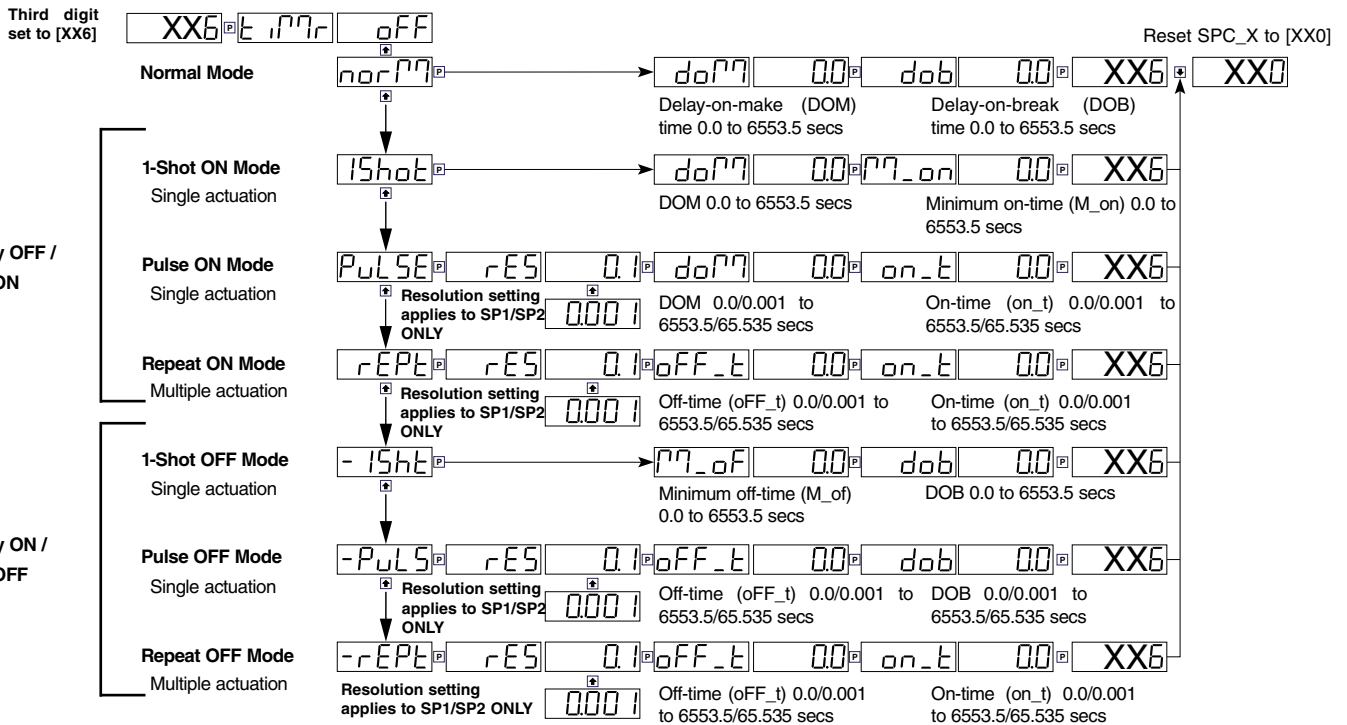 Third digit
set to [XX6]
XX6 P tiMr oFF
Reset SPC_X to [XX0]
Normal Mode
norM P doM 0.0 P dob 0.0 P XX6 XX0
Delay-on-make (DOM)
time 0.0 to 6553.5 secs
Delay-on-break (DOB)
time 0.0 to 6553.5 secs
1-Shot ON Mode
Single actuation
1Shot P doM 0.0 P M_on 0.0 P XX6
DOM 0.0 to 6553.5 secs
Minimum on-time (M_on) 0.0 to
6553.5 secs
OFF /
ON
Pulse ON Mode
Single actuation
PuLSE P rES 0.1 P doM 0.0 P on_t 0.0 P XX6
Resolution setting
applies to SP1/SP2
ONLY
0.001
DOM 0.0/0.001 to
6553.5/65.535 secs
On-time (on_t) 0.0/0.001 to
6553.5/65.535 secs
Repeat ON Mode
Multiple actuation
rEPt P rES 0.1 P oFF_t 0.0 P on_t 0.0 P XX6
Resolution setting
applies to SP1/SP2
ONLY
0.001
Off-time (oFF_t) 0.0/0.001 to
6553.5/65.535 secs
On-time (on_t) 0.0/0.001
to 6553.5/65.535 secs
1-Shot OFF Mode
Single actuation
-1Sht P M_oF 0.0 P dob 0.0 P XX6
Minimum off-time (M_of)
0.0 to 6553.5 secs
DOB 0.0 to 6553.5 secs
ON /
OFF
Pulse OFF Mode
Single actuation
-PuLS P rES 0.1 P oFF_t 0.0 P dob 0.0 P XX6
Resolution setting
applies to SP1/SP2
ONLY
0.001
Off-time (oFF_t) 0.0/0.001 to
6553.5/65.535 secs
DOB 0.0/0.001 to
6553.5/65.535 secs
Repeat OFF Mode
Multiple actuation
-rEPt P rES 0.1 P oFF_t 0.0 P on_t 0.0 P XX6
Resolution setting
applies to SP1/SP2 ONLY
0.001
Off-time (oFF_t) 0.0/0.001
to 6553.5/65.535 secs
On-time (on_t) 0.0/0.001
to 6553.5/65.535 secs